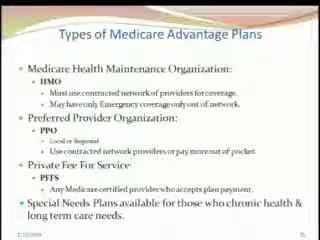 Types of Medicare Advantage Plans
Medicare Health Maintenance Organization:
HMO
Must use contracted network of providers for coverage.
May have only Emergency coverage only out of network.
Preferred Provider Organization:
PPO
Local or Regional
Use contracted network providers or pay more out of pocket.
Private Fee For Service
PFFS
Any Medicare certified provider who accepts plan payment.
Special Needs Plans available for those who chronic health &
long term care needs.